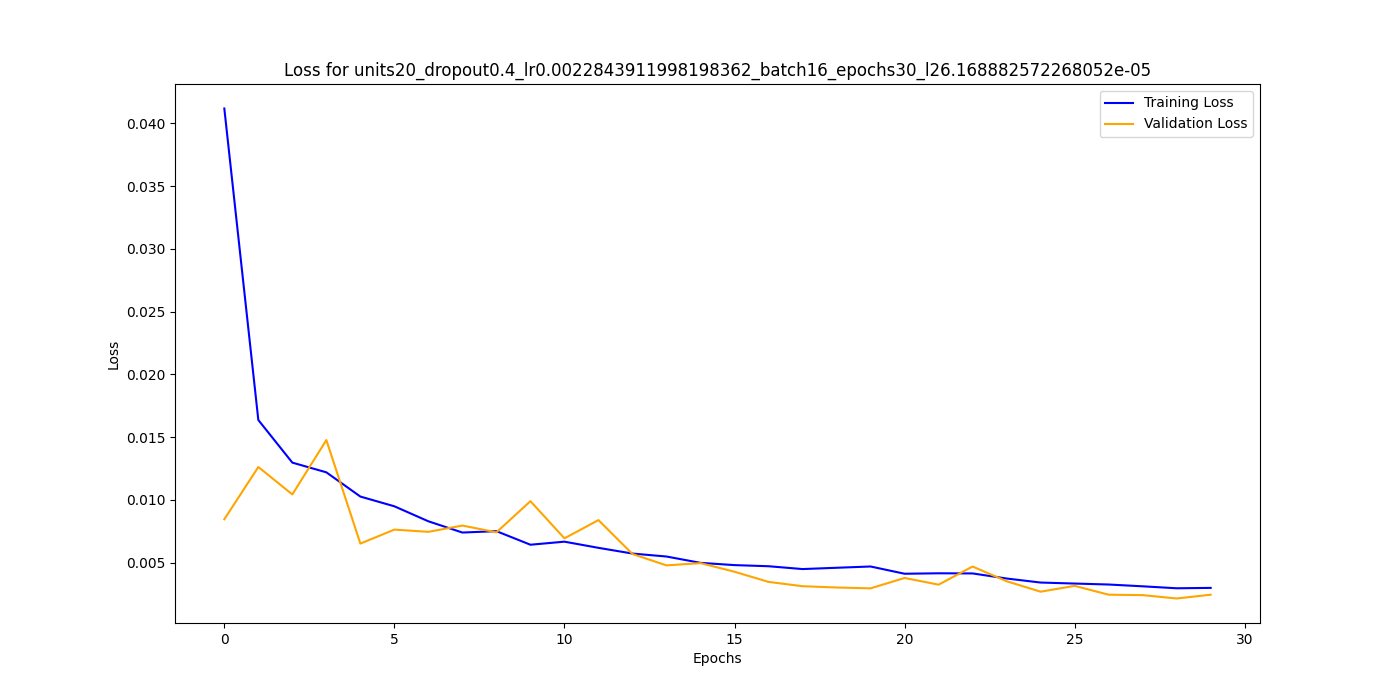 Loss for units20_dropout0.4_lr0.0022843911998198362_batch16_epochs30_l26.168882572268052e-05
Training Loss
Validation Loss
0.040
0.035
0.030
0.025
0.020
0.015
0.010
0.005
Loss
0 5 10 15 20 25 30
Epochs